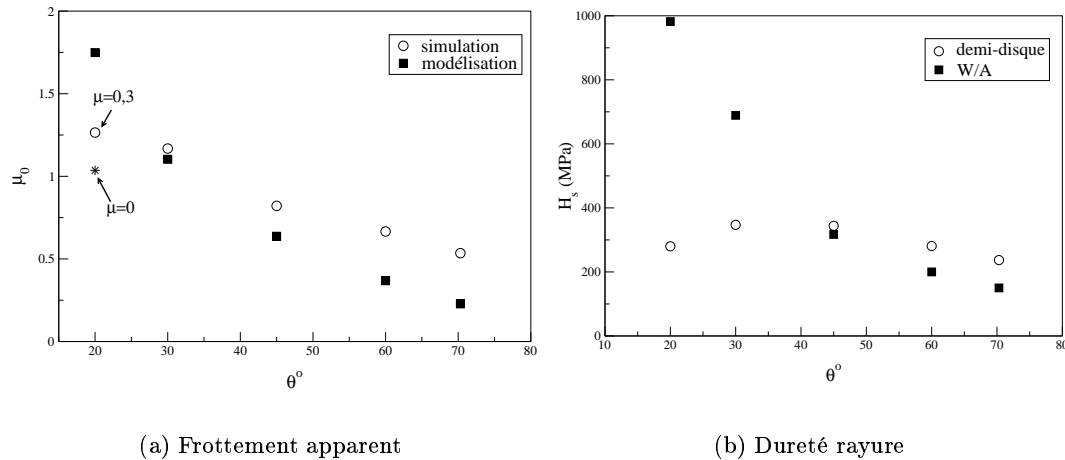 2
1.5
1
0.5
0
20 30 40 50 60 70 80
μ₀
θ°
simulation
modélisation
μ=0,3
μ=0
(a) Frottement apparent
1000
800
600
400
200
0
10 20 30 40 50 60 70 80
Hₛ (MPa)
θ°
demi-disque
W/A
(b) Dureté rayure